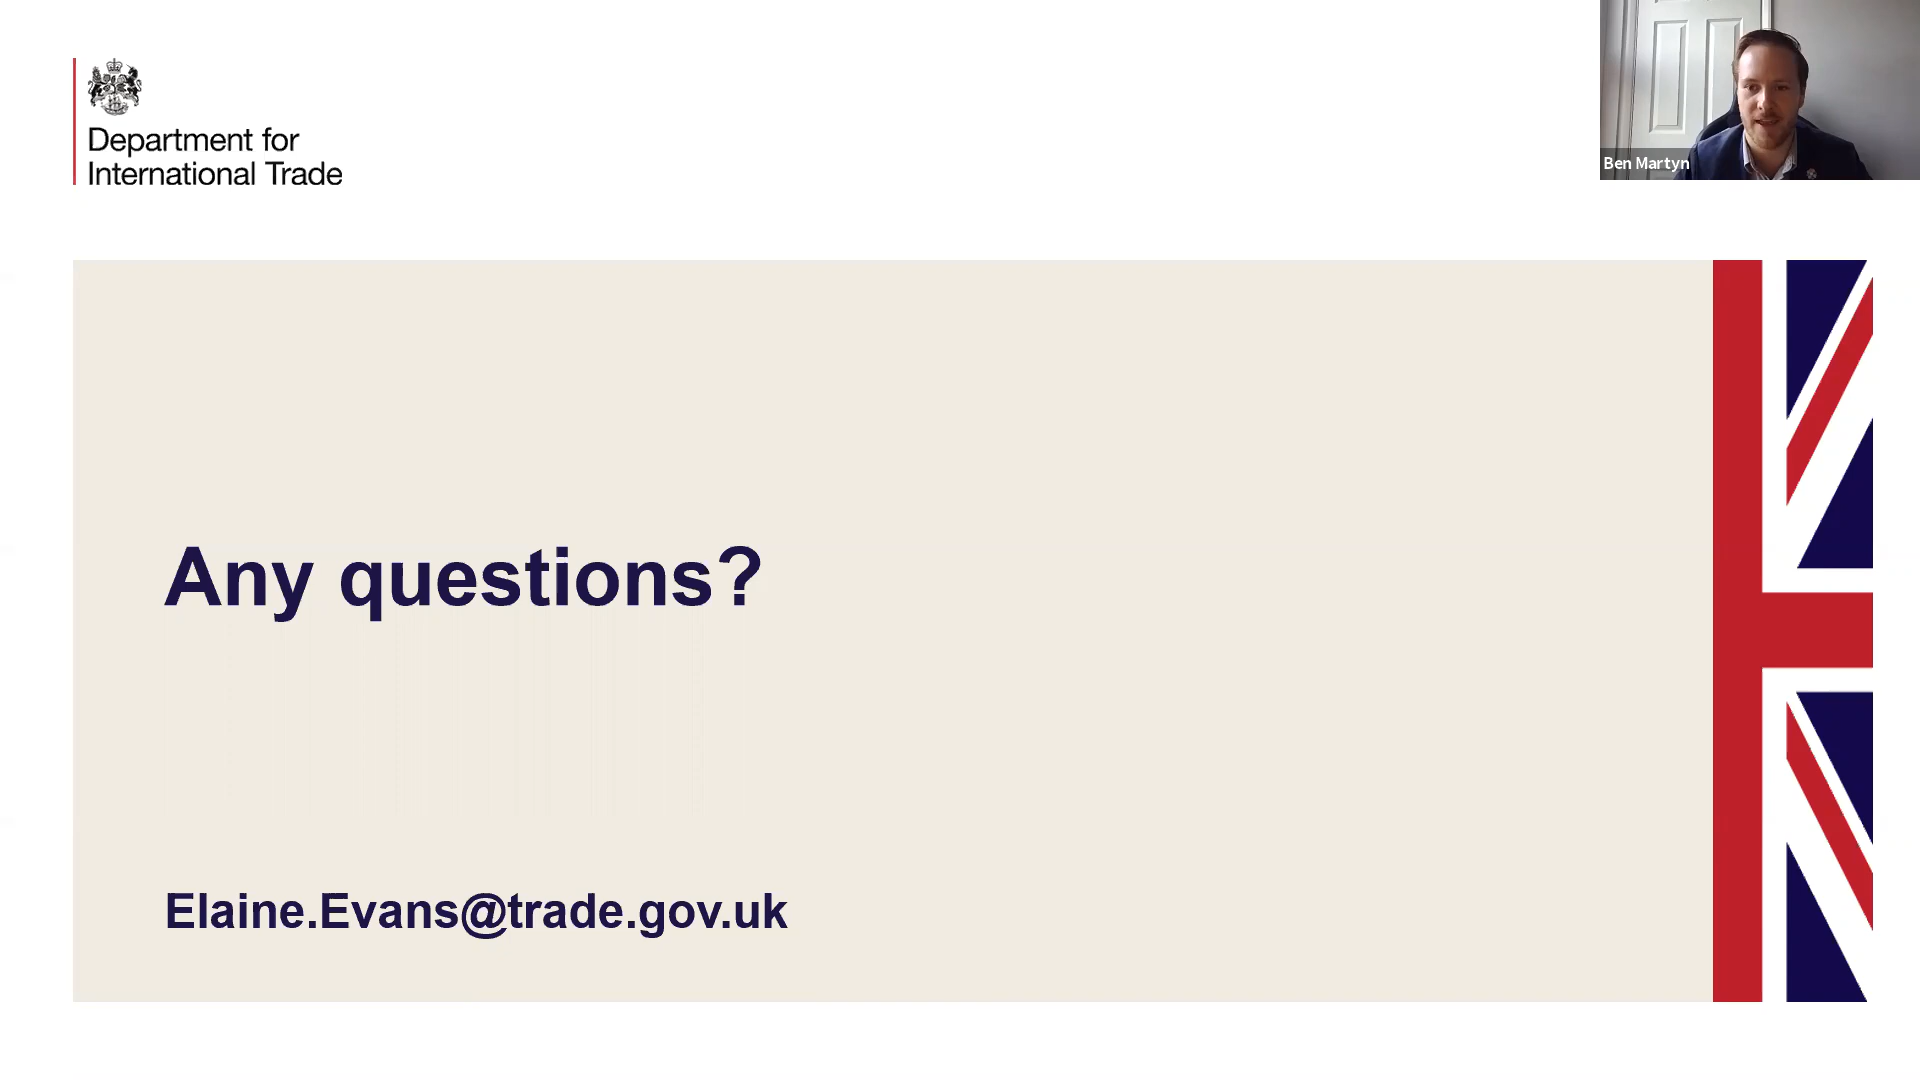 Department for
International Trade
Ben Martyn
Any questions?
Elaine.Evans@trade.gov.uk